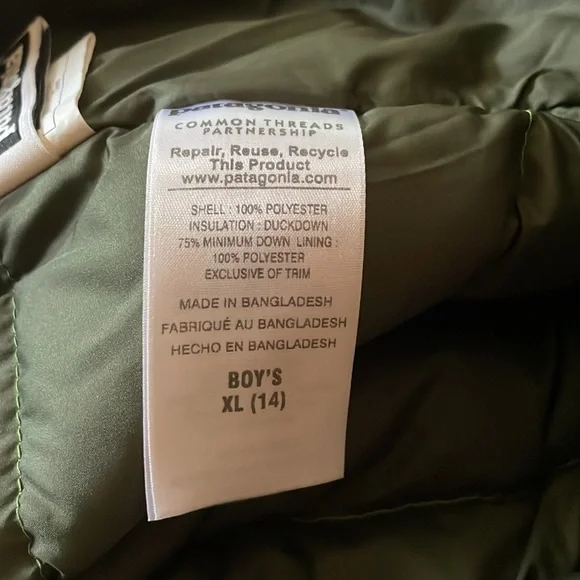 patagonia
COMMON THREADS
PARTNERSHIP
Repair, Reuse, Recycle
This Product
www.patagonia.com
SHELL : 100% POLYESTER
INSULATION : DUCKDOWN
75% MINIMUM DOWN LINING :
100% POLYESTER
EXCLUSIVE OF TRIM
MADE IN BANGLADESH
FABRIQUÉ AU BANGLADESH
HECHO EN BANGLADESH
BOY'S
XL (14)